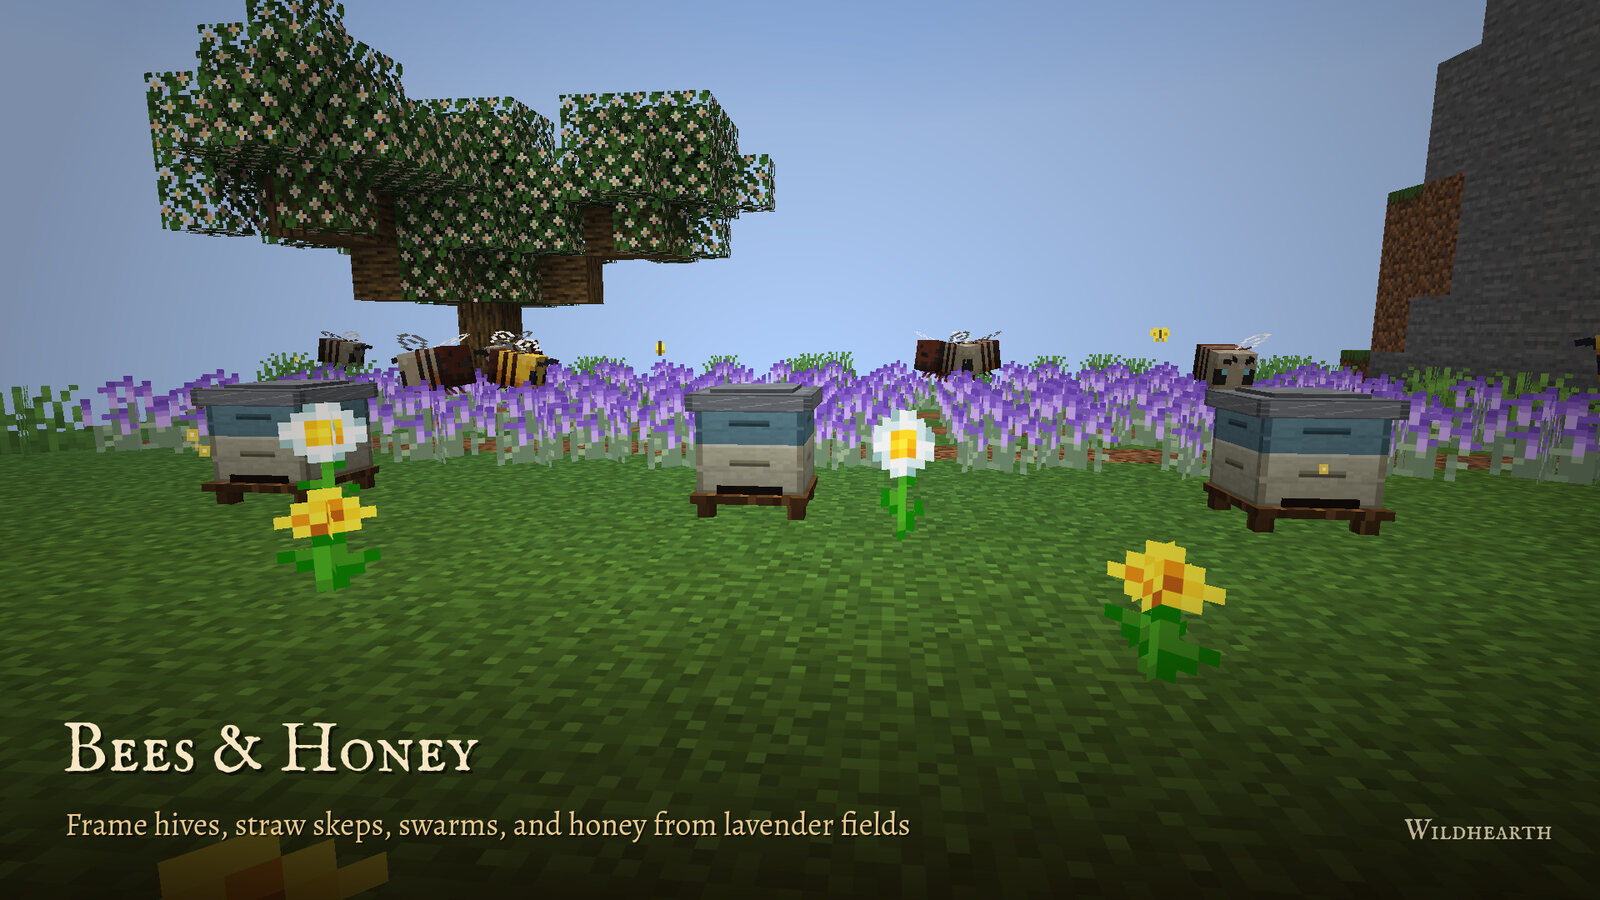 Bees & Honey
Frame hives, straw skeps, swarms, and honey from lavender fields
Wildhearth